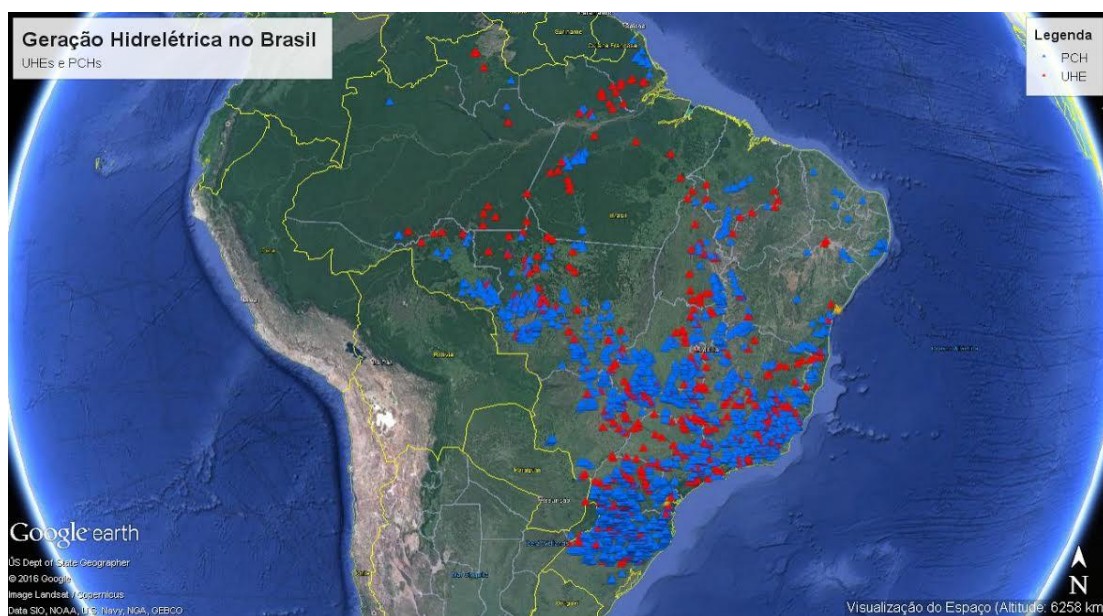 Geração Hidrelétrica no Brasil
UHEs e PCHs
Legenda
PCH
UHE
Google earth
US Dept of State Geographer
© 2016 Google
Image Landsat / Copernicus
Data SIO, NOAA, U.S. Navy, NGA, GEBCO
N
Visualização do Espaço (Altitude: 6258 km